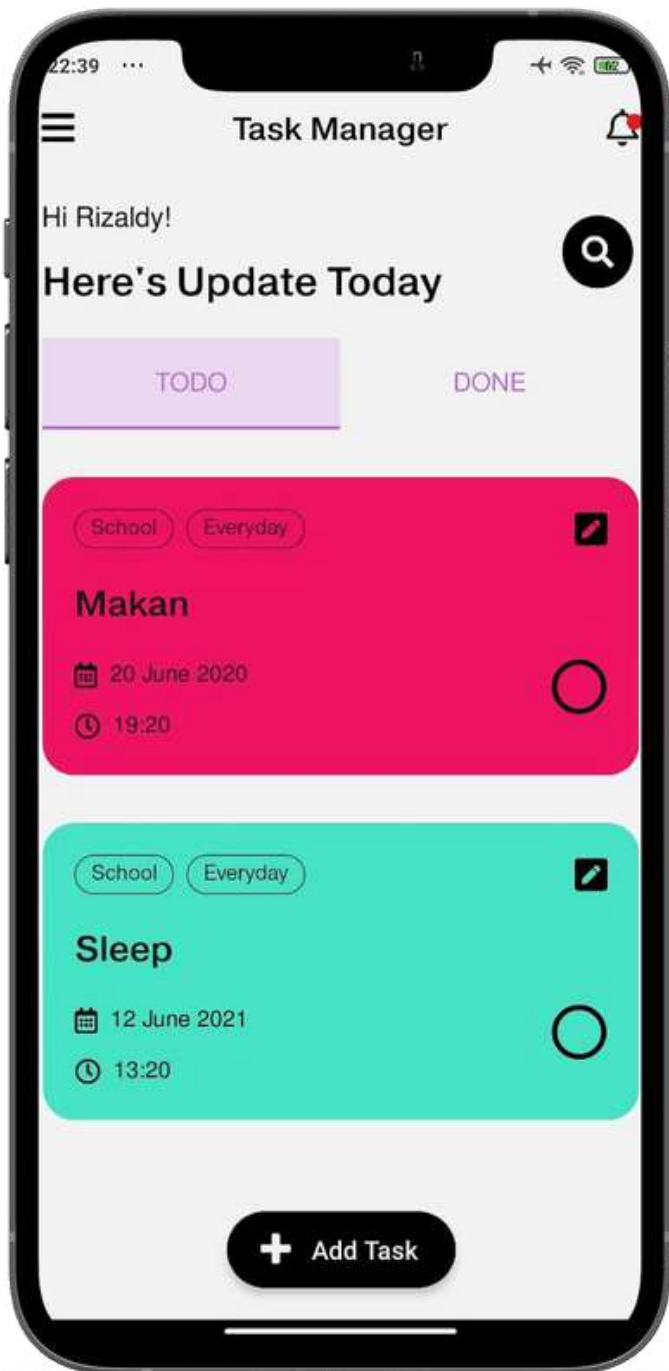 22:39 ...
62
Task Manager
Hi Rizaldy!
Here's Update Today
TODO DONE
School Everyday
Makan
20 June 2020
19:20
School Everyday
Sleep
12 June 2021
13:20
Add Task